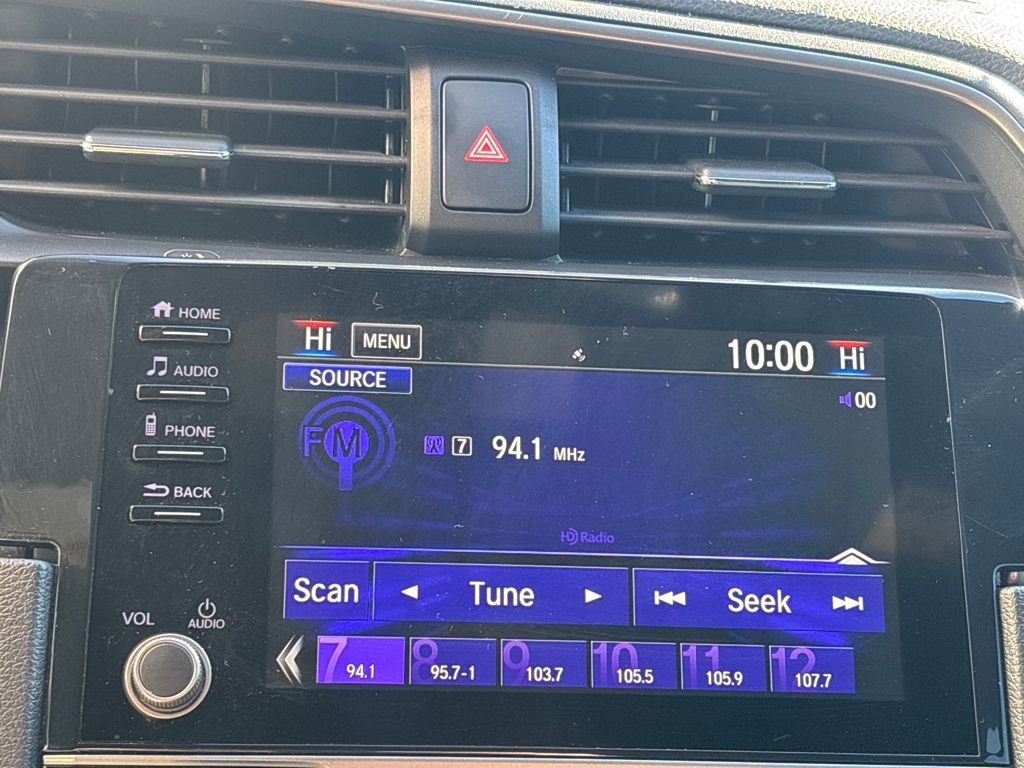 HOME
AUDIO
PHONE
BACK
VOL
AUDIO
Hi MENU 10:00 Hi
SOURCE
00
FM 7 94.1 MHz
HD Radio
Scan Tune Seek
7 94.1 8 95.7-1 9 103.7 10 105.5 11 105.9 12 107.7